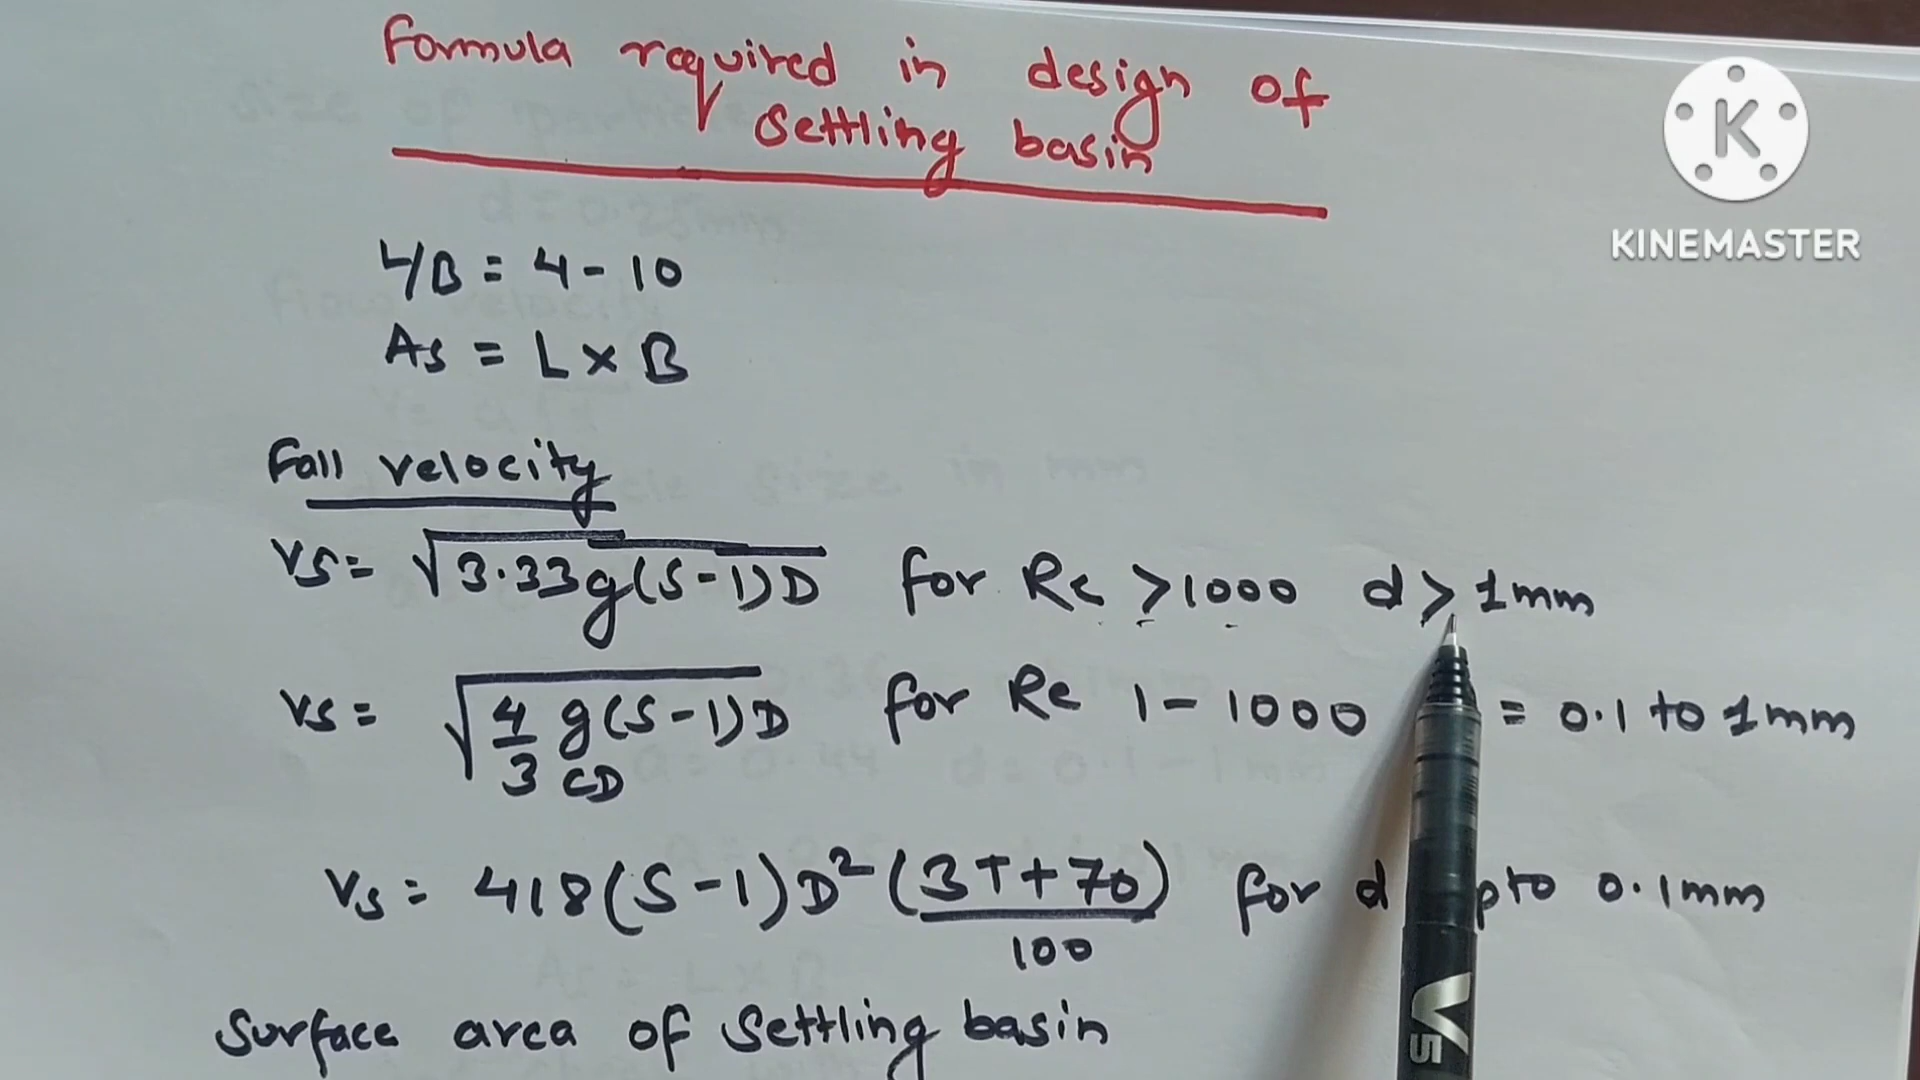 Formula required in design of
Settling basin
K
KINEMASTER
L/B = 4 - 10
As = L × B
Fall velocity
Vs = √3.33g(S-1)D for Re >1000 d > 1mm
Vs = √4/3 g(S-1)D/CD for Re 1 - 1000 = 0.1 to 1mm
Vs = 418(S-1)D² (3T+70)/100 for d pto 0.1mm
Surface area of Settling basin
V5